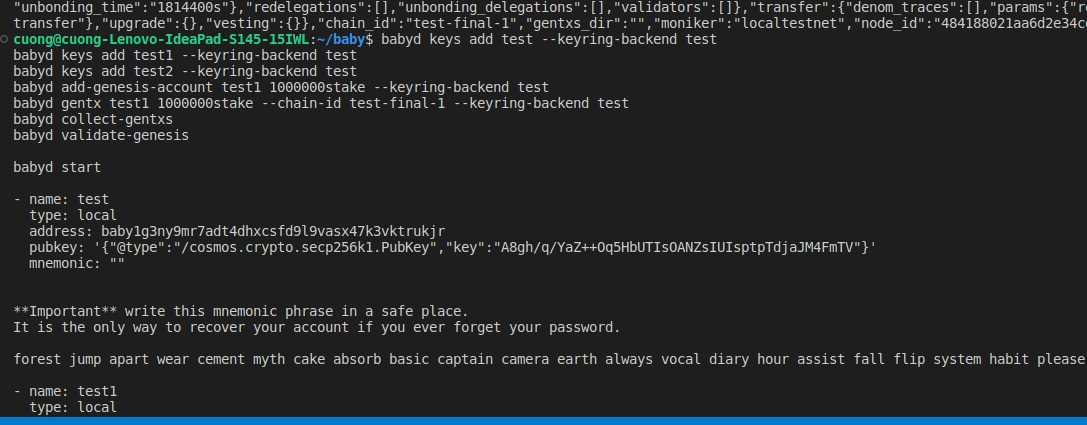 "unbonding_time":"1814400s"},"redelegations":[],"unbonding_delegations":[],"validators":[]},"transfer":{"denom_traces":[],"params":{"re
transfer"},"upgrade":{},"vesting":{}},"chain_id":"test-final-1","gentxs_dir":"","moniker":"localtestnet","node_id":"484188021aa6d2e34c
cuong@cuong-Lenovo-IdeaPad-S145-15IWL:~/baby$ babyd keys add test --keyring-backend test
babyd keys add test1 --keyring-backend test
babyd keys add test2 --keyring-backend test
babyd add-genesis-account test1 1000000stake --keyring-backend test
babyd gentx test1 1000000stake --chain-id test-final-1 --keyring-backend test
babyd collect-gentxs
babyd validate-genesis
babyd start
- name: test
type: local
address: baby1g3ny9mr7adt4dhxcsfd9l9vasx47k3vktrukjr
pubkey: '{"@type":"/cosmos.crypto.secp256k1.PubKey","key":"A8gh/q/YaZ++Oq5HbUTIsOANZsIUIsptpTdjaJM4FmTV"}'
mnemonic: ""
**Important** write this mnemonic phrase in a safe place.
It is the only way to recover your account if you ever forget your password.
forest jump apart wear cement myth cake absorb basic captain camera earth always vocal diary hour assist fall flip system habit please
- name: test1
type: local